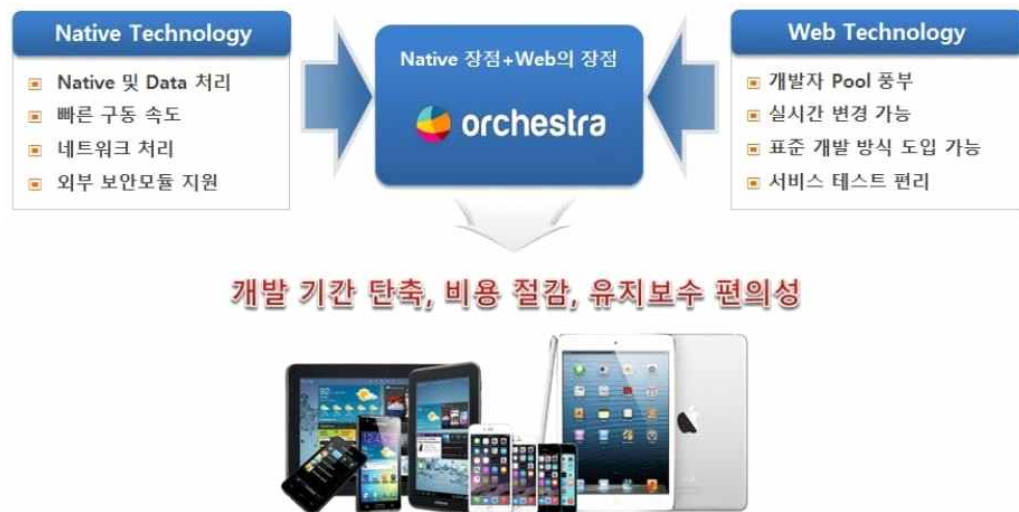 Native Technology
Native 및 Data 처리
빠른 구동 속도
네트워크 처리
외부 보안모듈 지원
Native 장점+Web의 장점
orchestra
Web Technology
개발자 Pool 풍부
실시간 변경 가능
표준 개발 방식 도입 가능
서비스 테스트 편리
개발 기간 단축, 비용 절감, 유지보수 편의성